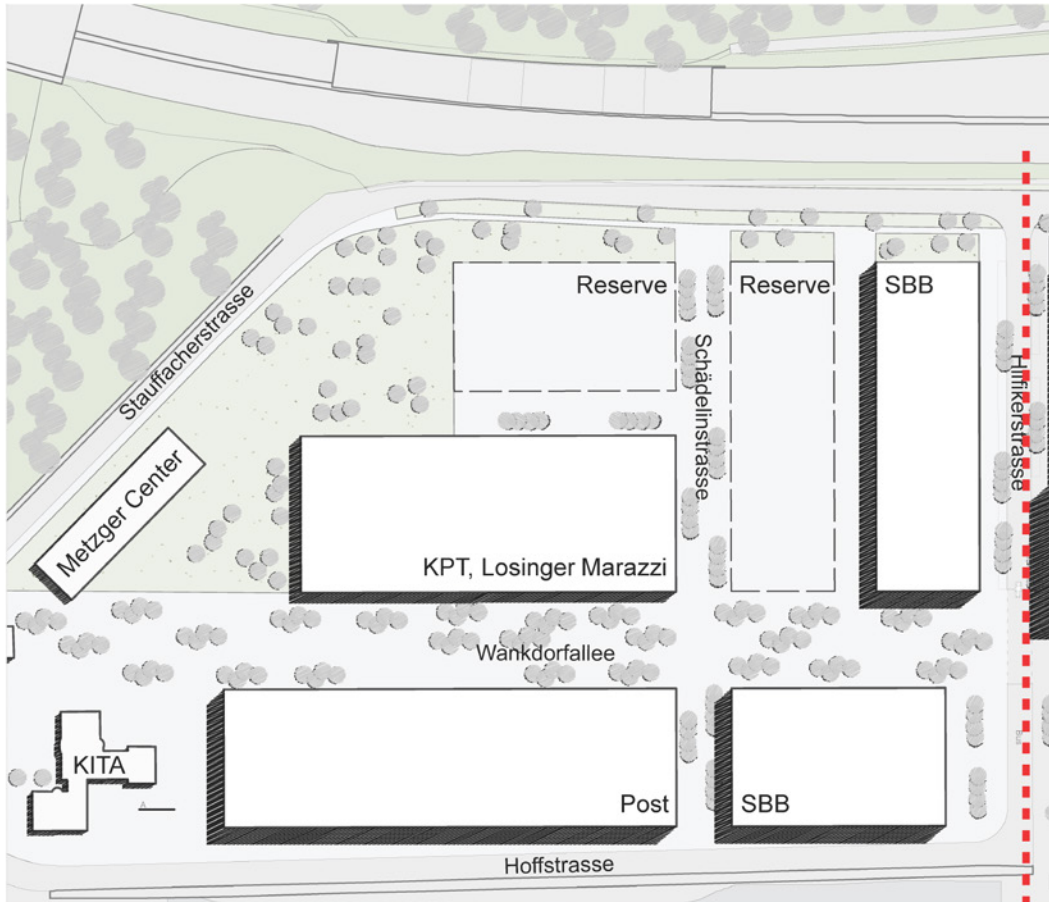 Reserve
Reserve
SBB
Stauffacherstrasse
Schädelinstrasse
Hilfikerstrasse
Metzger Center
KPT, Losinger Marazzi
Wankdorfallee
KITA
Post
SBB
Hoffstrasse